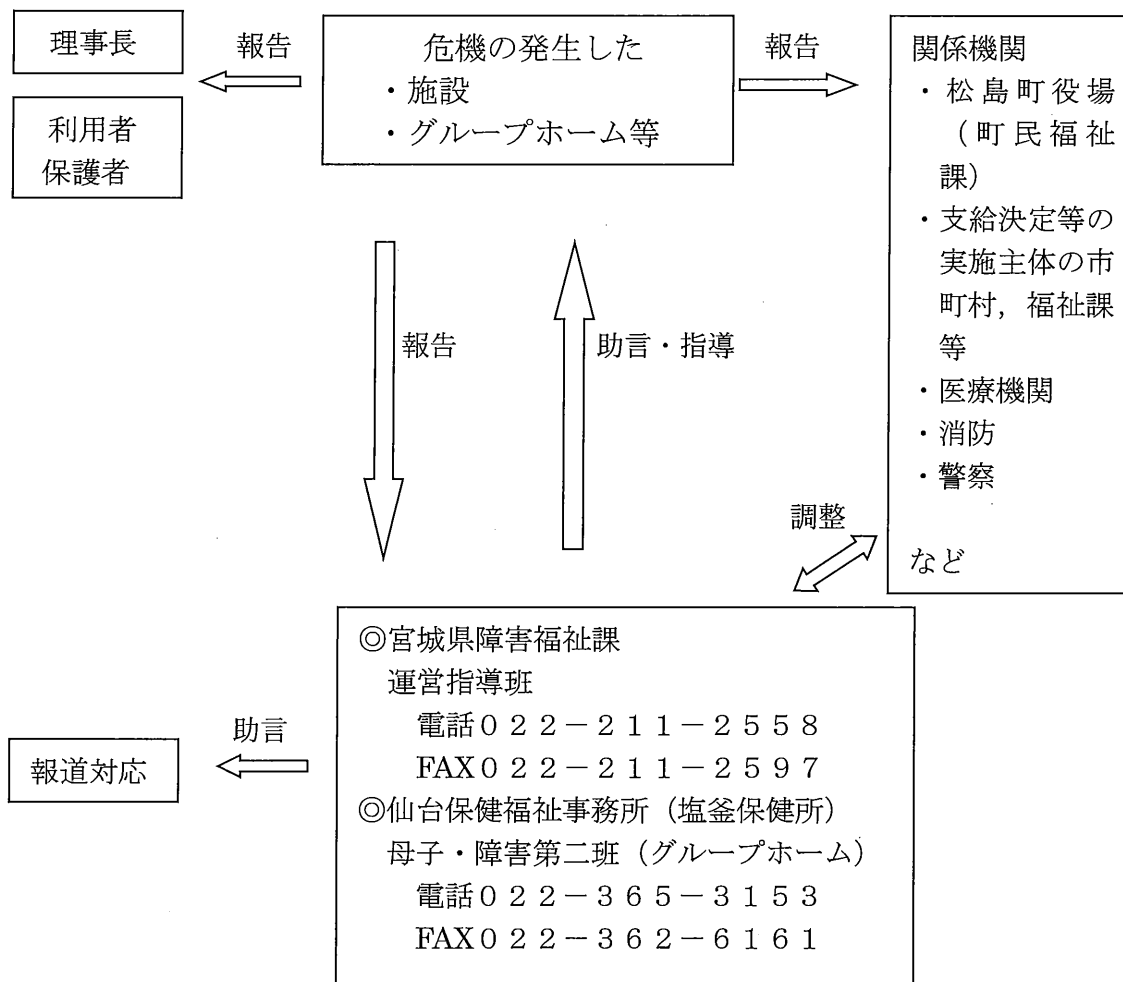 理事長
報告
危機の発生した
・施設
・グループホーム等
報告
利用者
保護者
関係機関
・松島町役場
（町民福祉
課）
・支給決定等の
実施主体の市
町村，福祉課
等
・医療機関
・消防
・警察
など
報告
助言・指導
調整
◎宮城県障害福祉課
運営指導班
電話０２２－２１１－２５５８
FAX０２２－２１１－２５９７
◎仙台保健福祉事務所（塩釜保健所）
母子・障害第二班（グループホーム）
電話０２２－３６５－３１５３
FAX０２２－３６２－６１６１
助言
報道対応